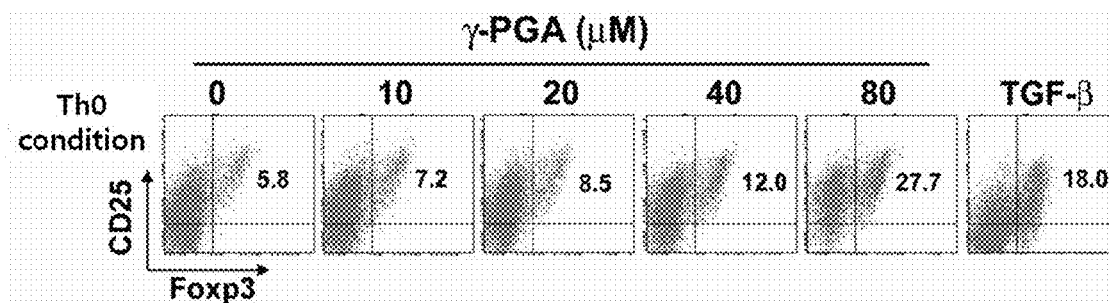 γ-PGA (μM)
0 10 20 40 80 TGF-β
Th0
condition
5.8 7.2 8.5 12.0 27.7 18.0
CD25
Foxp3